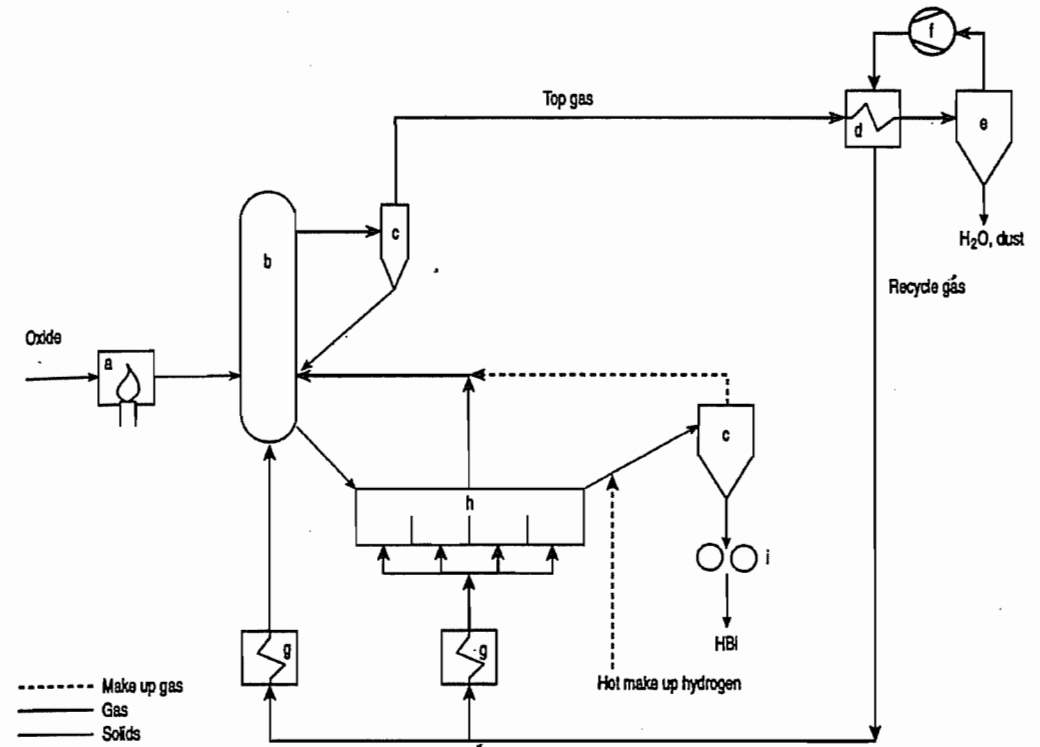 f
Top gas
d
e
c
b
H₂O, dust
Recycle gas
Oxide
a
c
h
i
g
g
HBI
Hot make up hydrogen
Make up gas
Gas
Solids